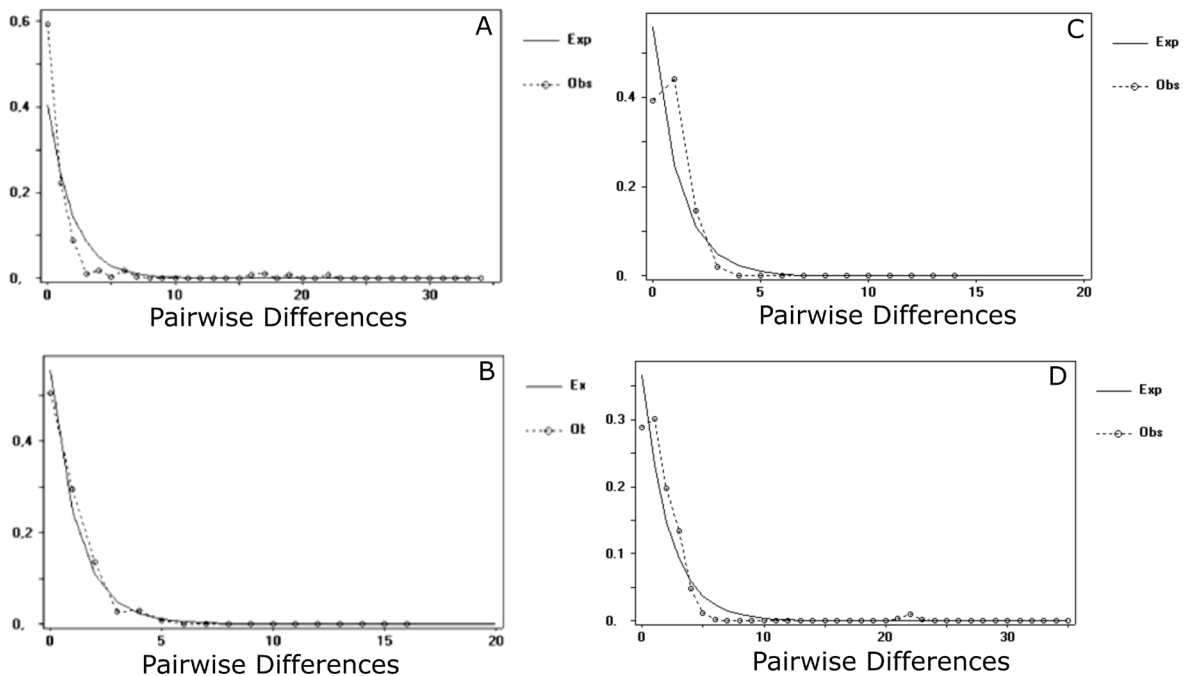 A
0,6
0,4
0,2
0,
0 10 20 30
Pairwise Differences
Exp
Obs
B
0,4
0,2
0,
0 5 10 15 20
Pairwise Differences
Ex
Ot
C
0.4
0.2
0.
0 5 10 15 20
Pairwise Differences
Exp
Obs
D
0.3
0.2
0.1
0.
0 10 20 30
Pairwise Differences
Exp
Obs